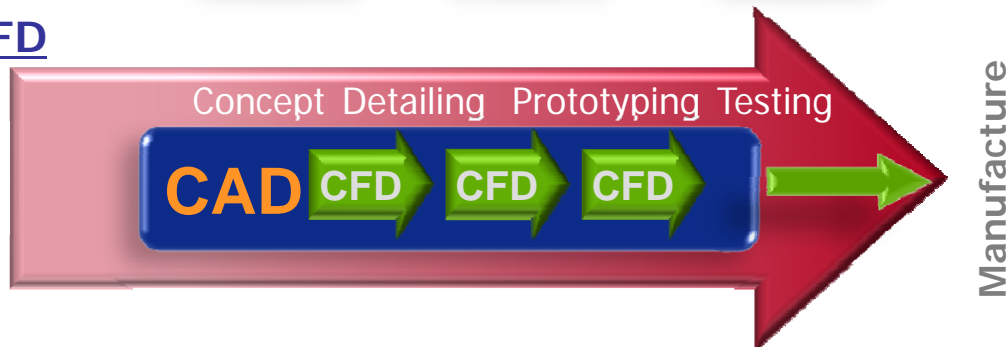 FD
Concept Detailing Prototyping Testing
CAD CFD CFD CFD
Manufacture